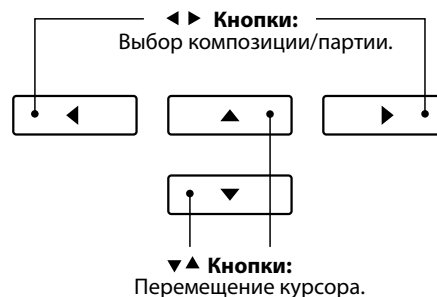 ◀ ▶ Кнопки:
Выбор композиции/партии.
▼▲ Кнопки:
Перемещение курсора.